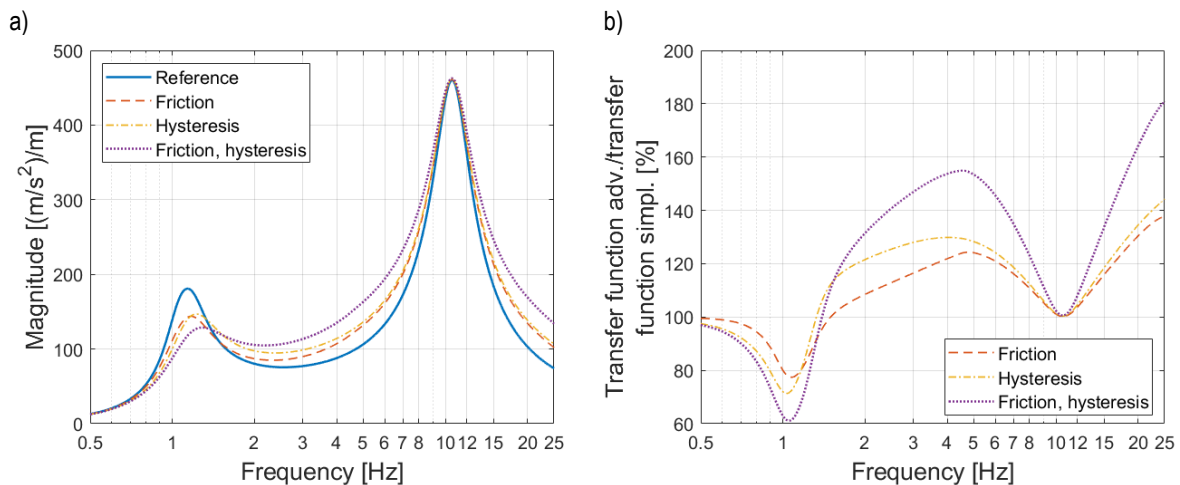 a)
500
400
300
200
100
0
Magnitude [(m/s²)/m]
Reference
Friction
Hysteresis
Friction, hysteresis
0.5 1 2 3 4 5 6 7 8 10 12 15 20 25
Frequency [Hz]
b)
200
180
160
140
120
100
80
60
Transfer function adv./transfer
function simpl. [%]
Friction
Hysteresis
Friction, hysteresis
0.5 1 2 3 4 5 6 7 8 10 12 15 20 25
Frequency [Hz]